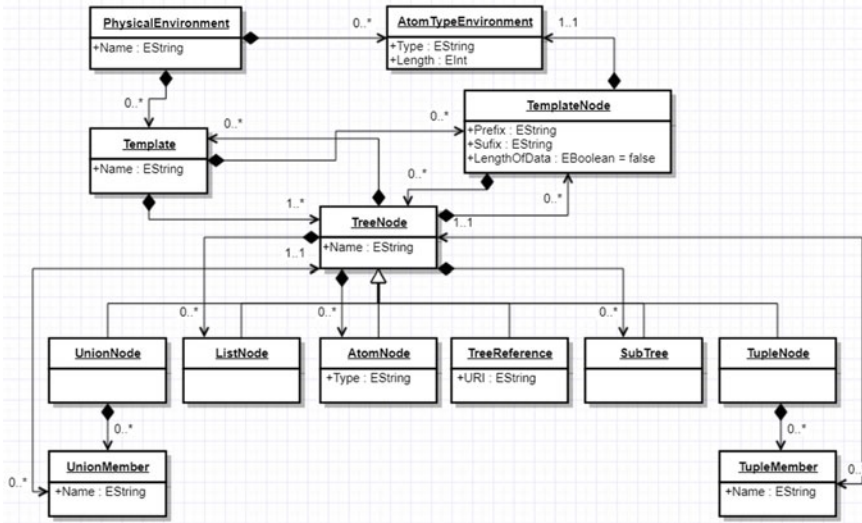 PhysicalEnvironment
+Name : EString
0..*
AtomTypeEnvironment
+Type : EString
+Length : EInt
1..1
0..*
0..*
0..*
TemplateNode
+Prefix : EString
+Sufix : EString
+LengthOfData : EBoolean = false
Template
+Name : EString
0..*
0..*
1..*
TreeNode
+Name : EString
1..1
1..1
0..*
0..*
0..*
UnionNode
ListNode
AtomNode
+Type : EString
TreeReference
+URI : EString
SubTree
TupleNode
0..*
0..*
UnionMember
+Name : EString
0..*
TupleMember
+Name : EString
0..